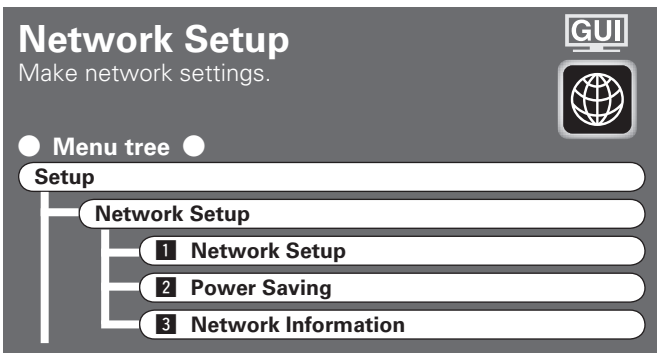 Network Setup
GUI
Make network settings.
● Menu tree ●
Setup
Network Setup
1 Network Setup
2 Power Saving
3 Network Information